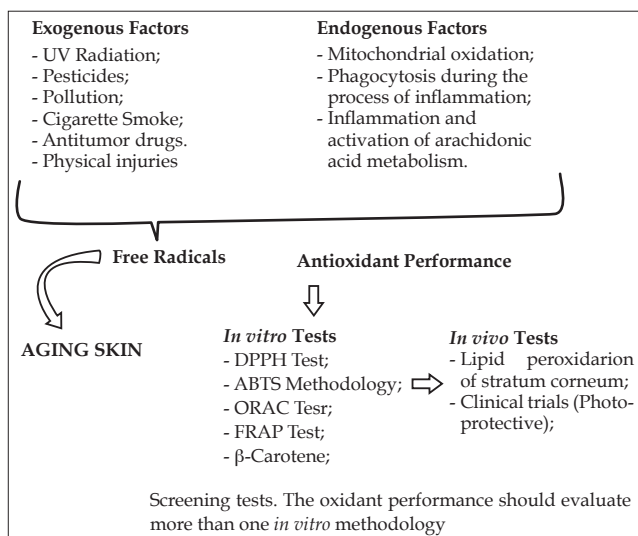 Exogenous Factors
- UV Radiation;
- Pesticides;
- Pollution;
- Cigarette Smoke;
- Antitumor drugs.
- Physical injuries
Endogenous Factors
- Mitochondrial oxidation;
- Phagocytosis during the
process of inflammation;
- Inflammation and
activation of arachidonic
acid metabolism.
Free Radicals
AGING SKIN
Antioxidant Performance
In vitro Tests
- DPPH Test;
- ABTS Methodology;
- ORAC Tesr;
- FRAP Test;
- β-Carotene;
In vivo Tests
- Lipid peroxidarion
of stratum corneum;
- Clinical trials (Photo-
protective);
Screening tests. The oxidant performance should evaluate
more than one in vitro methodology